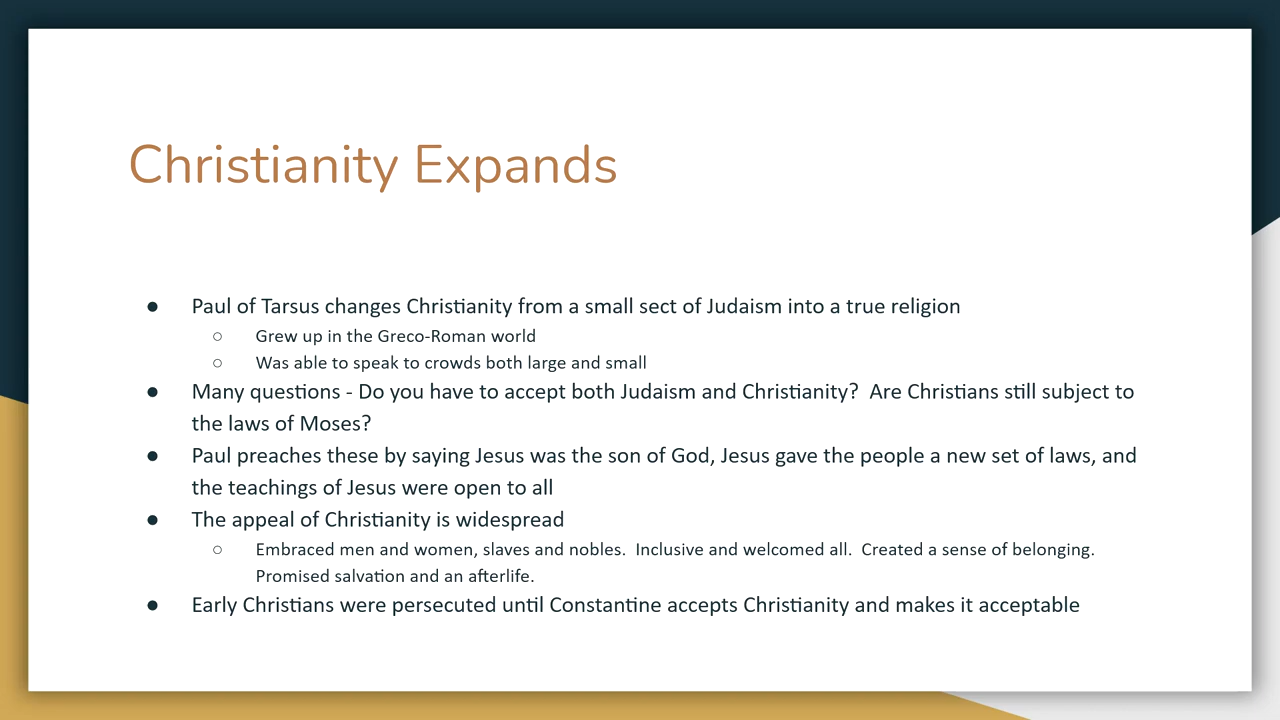 Christianity Expands
● Paul of Tarsus changes Christianity from a small sect of Judaism into a true religion
○ Grew up in the Greco-Roman world
○ Was able to speak to crowds both large and small
● Many questions - Do you have to accept both Judaism and Christianity?  Are Christians still subject to
the laws of Moses?
● Paul preaches these by saying Jesus was the son of God, Jesus gave the people a new set of laws, and
the teachings of Jesus were open to all
● The appeal of Christianity is widespread
○ Embraced men and women, slaves and nobles.  Inclusive and welcomed all.  Created a sense of belonging.
Promised salvation and an afterlife.
● Early Christians were persecuted until Constantine accepts Christianity and makes it acceptable